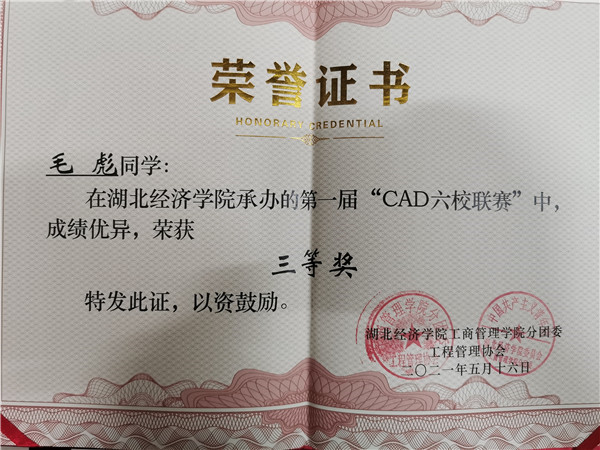 荣誉证书
HONORARY CREDENTIAL
毛 彪同学：
在湖北经济学院承办的第一届“CAD六校联赛”中，
成绩优异，荣获
三等奖
特发此证，以资鼓励。
湖北经济学院工商管理学院分团委
工程管理协会
二〇二一年五月十六日